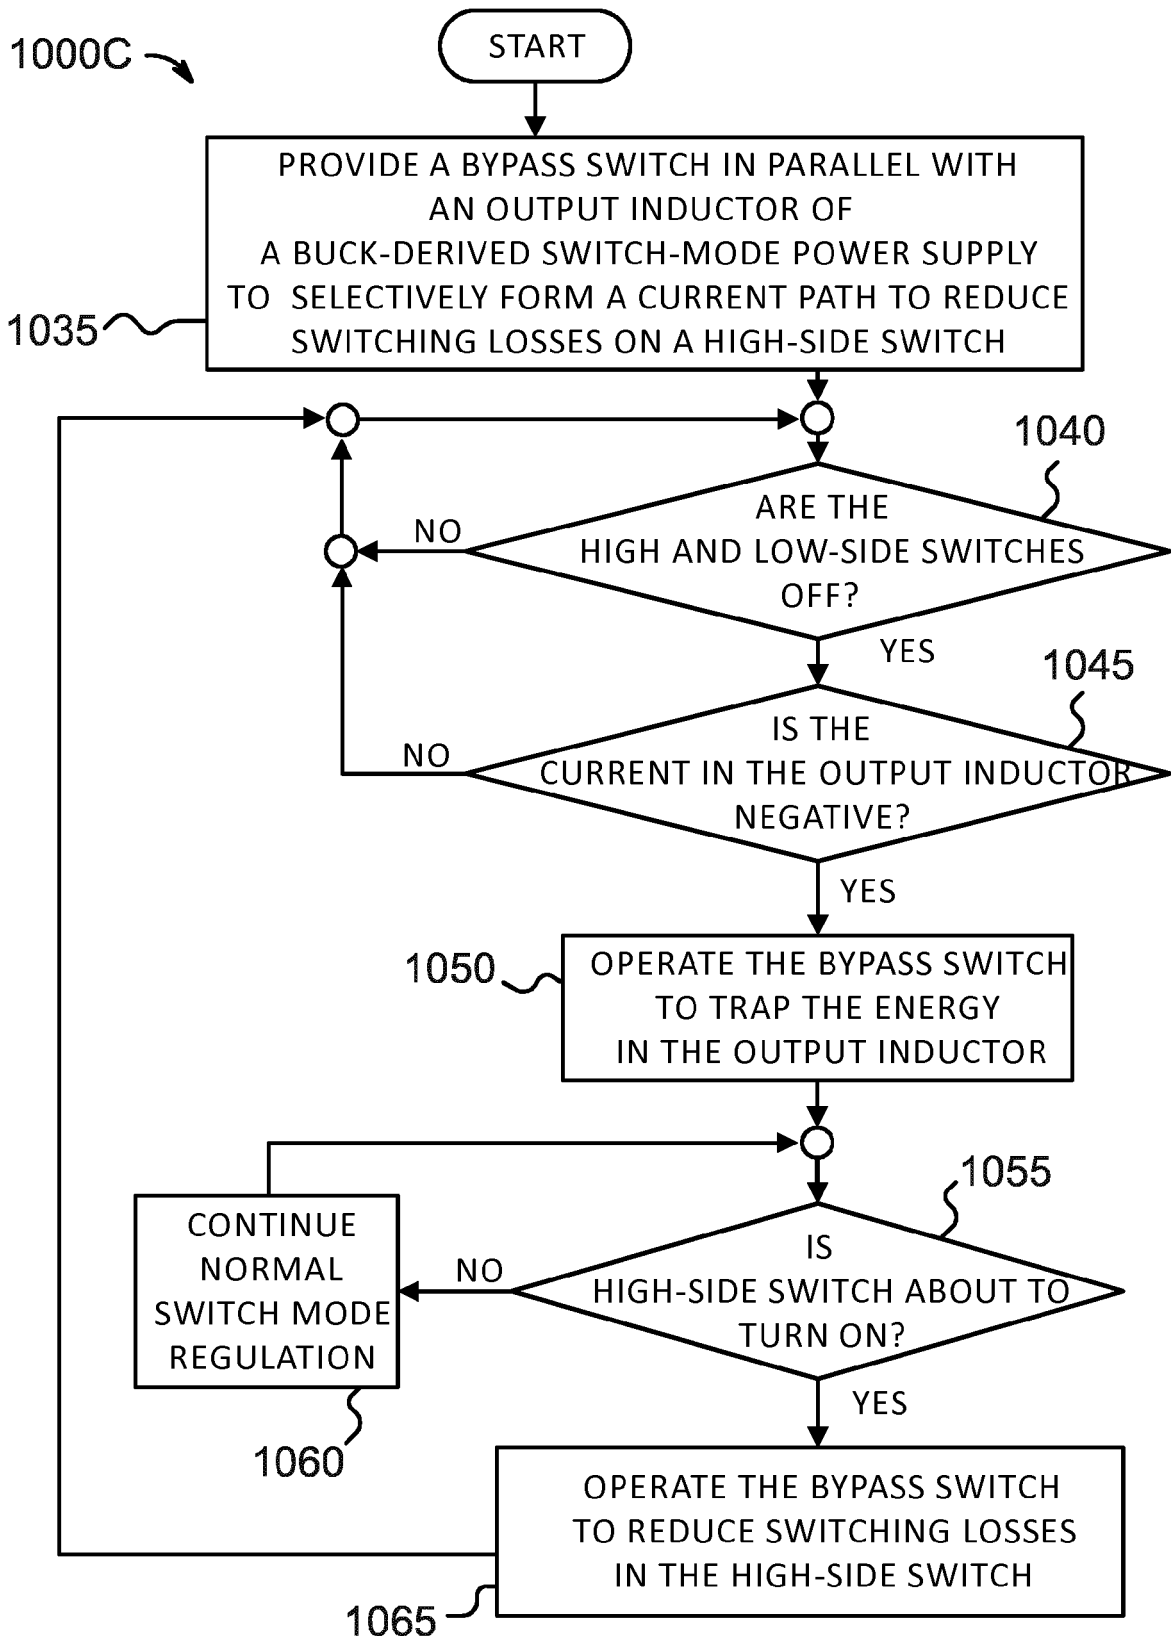 1000C
START
PROVIDE A BYPASS SWITCH IN PARALLEL WITH
AN OUTPUT INDUCTOR OF
A BUCK-DERIVED SWITCH-MODE POWER SUPPLY
TO SELECTIVELY FORM A CURRENT PATH TO REDUCE
SWITCHING LOSSES ON A HIGH-SIDE SWITCH
1035
1040
ARE THE
HIGH AND LOW-SIDE SWITCHES
OFF?
NO
YES
1045
IS THE
CURRENT IN THE OUTPUT INDUCTOR
NEGATIVE?
NO
YES
1050
OPERATE THE BYPASS SWITCH
TO TRAP THE ENERGY
IN THE OUTPUT INDUCTOR
1055
IS
HIGH-SIDE SWITCH ABOUT TO
TURN ON?
NO
YES
CONTINUE
NORMAL
SWITCH MODE
REGULATION
1060
OPERATE THE BYPASS SWITCH
TO REDUCE SWITCHING LOSSES
IN THE HIGH-SIDE SWITCH
1065